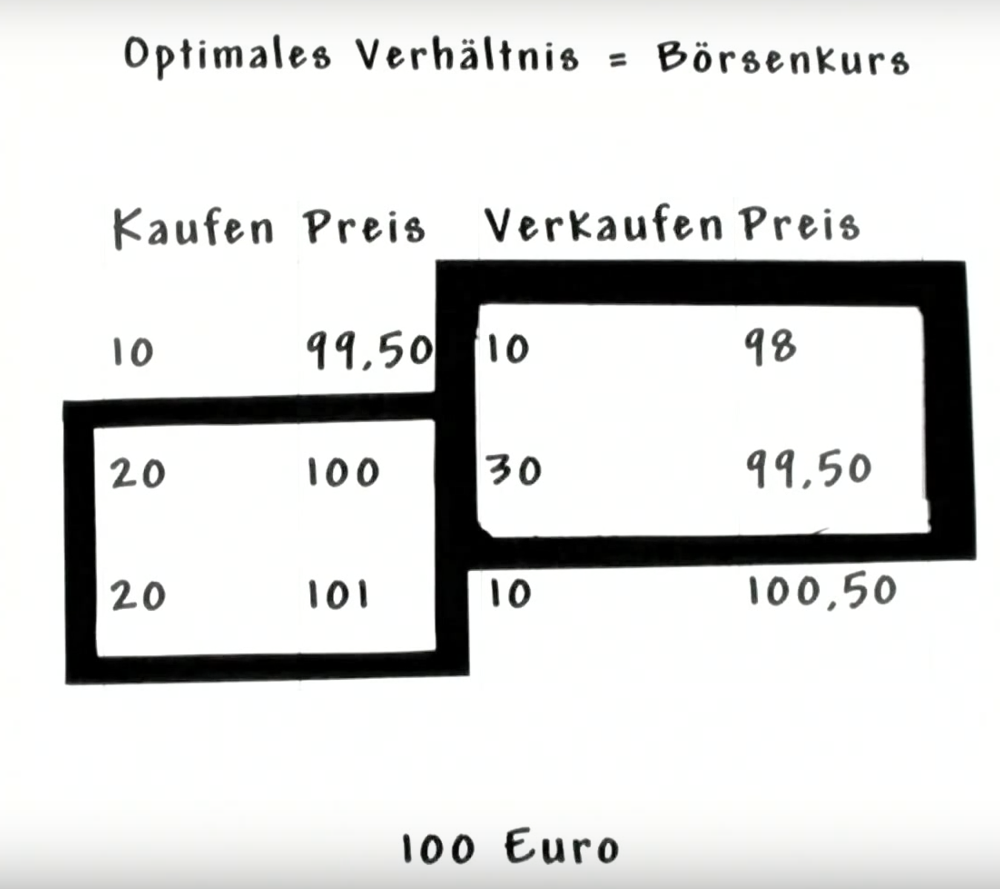 Optimales Verhältnis = Börsenkurs
Kaufen Preis Verkaufen Preis
10 99,50 10 98
20 100 30 99,50
20 101 10 100,50
100 Euro